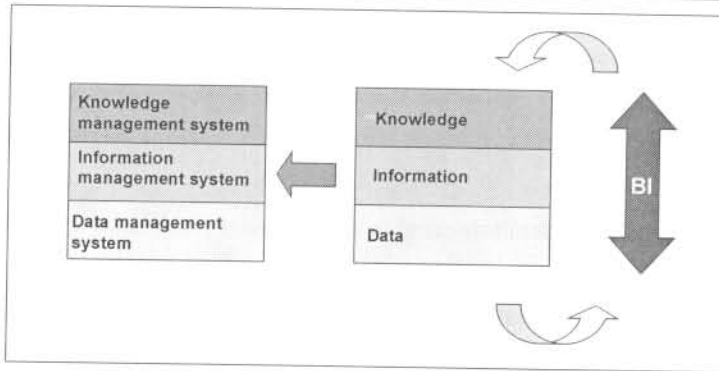 Knowledge
management system
Information
management system
Data management
system
Knowledge
Information
Data
BI